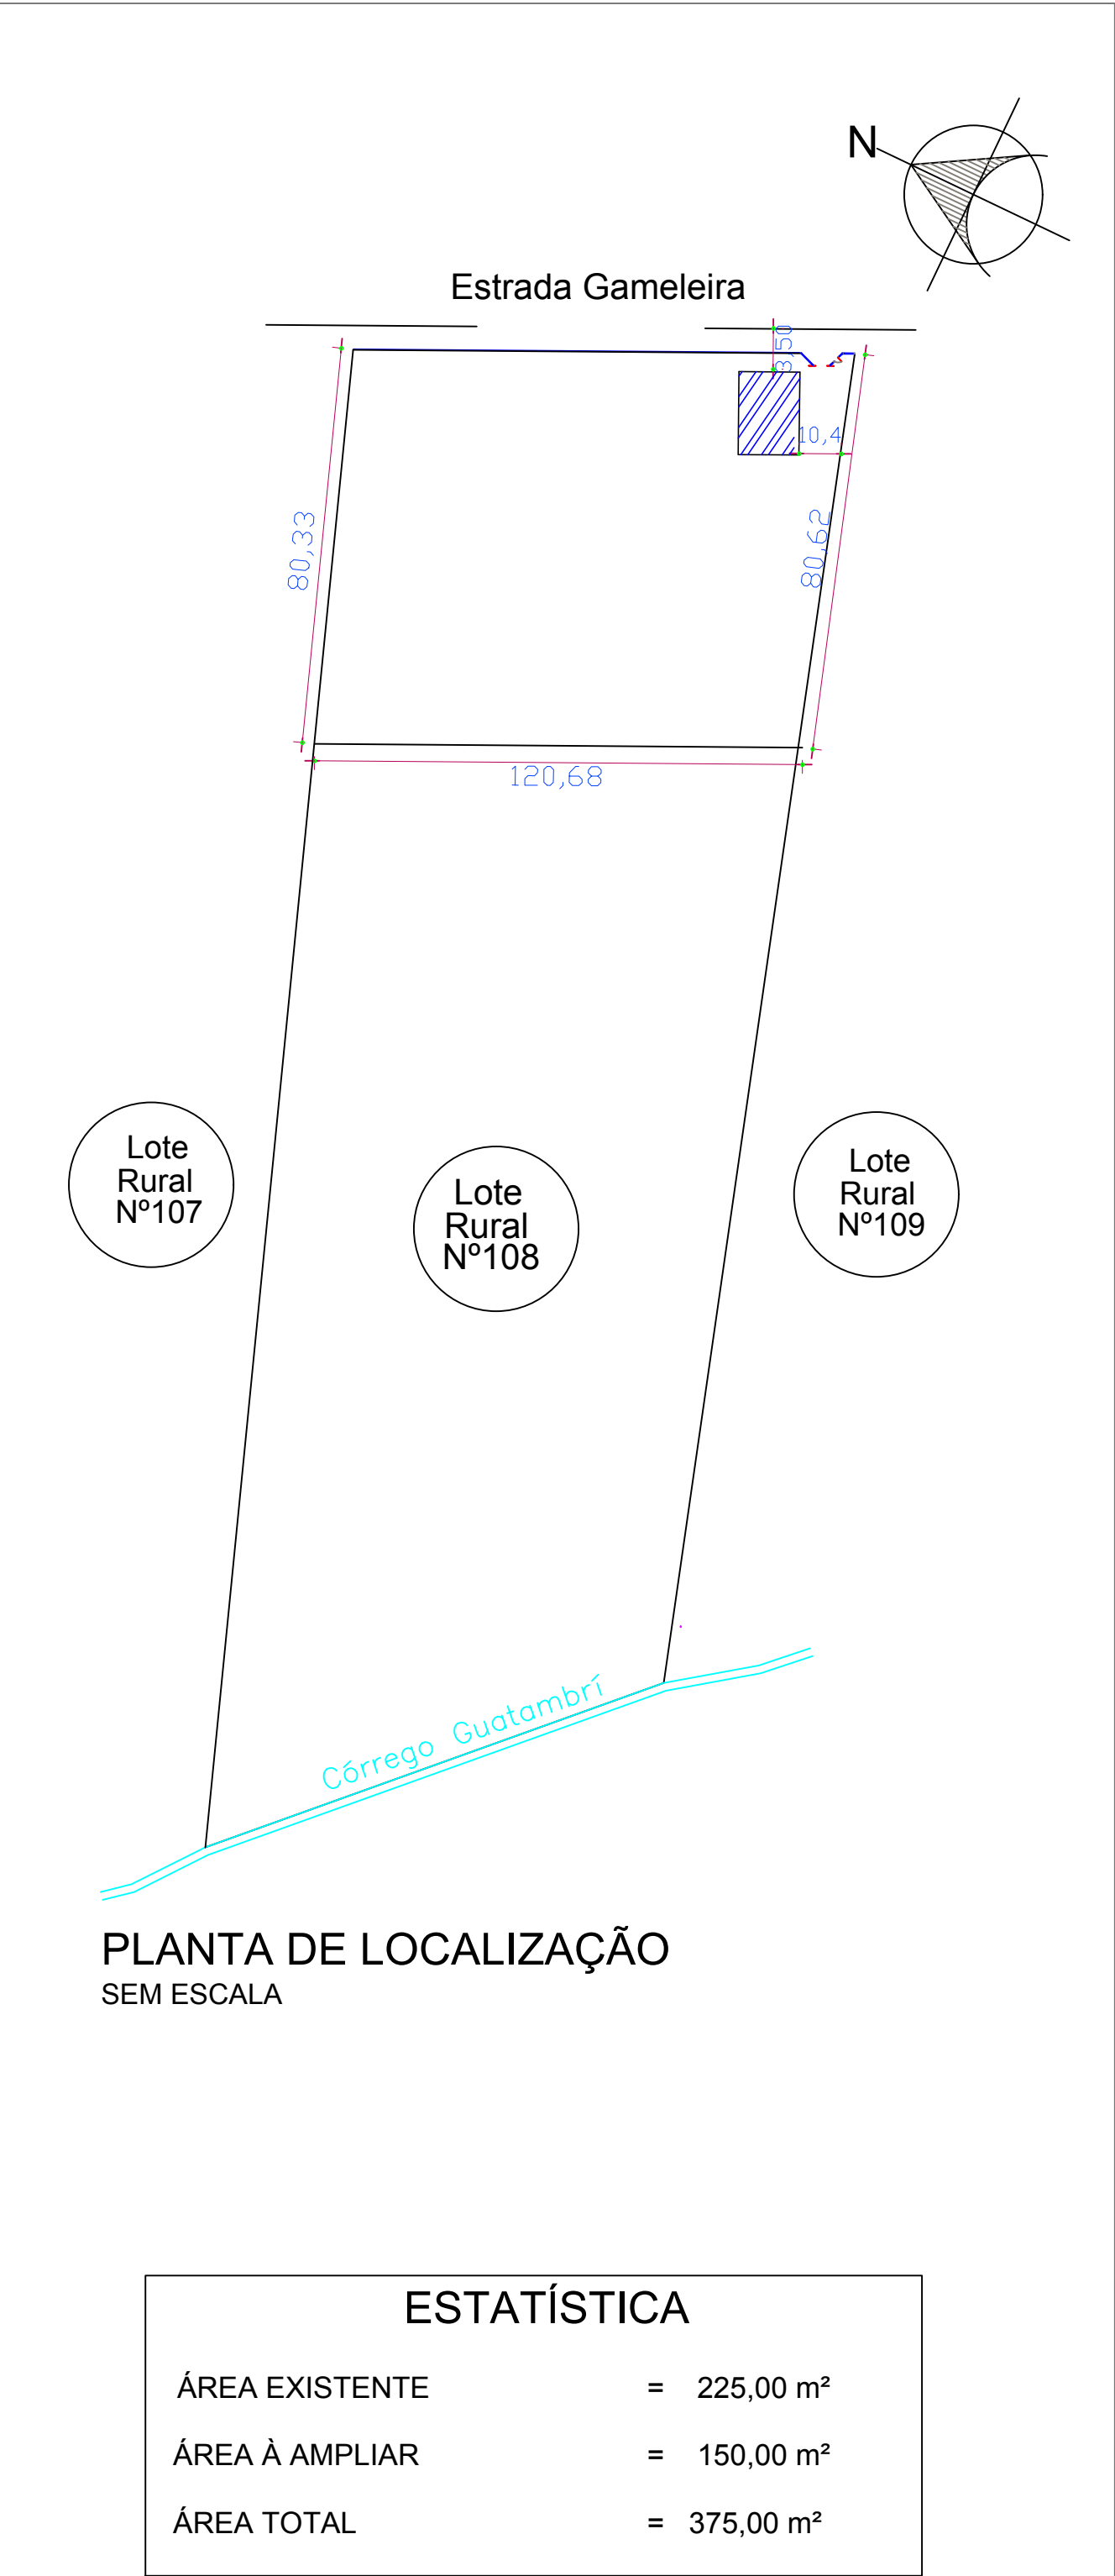 N
Estrada Gameleira
3,50
10,4
80,33
80,62
120,68
Lote
Rural
Nº107
Lote
Rural
Nº108
Lote
Rural
Nº109
Córrego Guatambrí
PLANTA DE LOCALIZAÇÃO
SEM ESCALA
ESTATÍSTICA
ÁREA EXISTENTE = 225,00 m²
ÁREA À AMPLIAR = 150,00 m²
ÁREA TOTAL = 375,00 m²